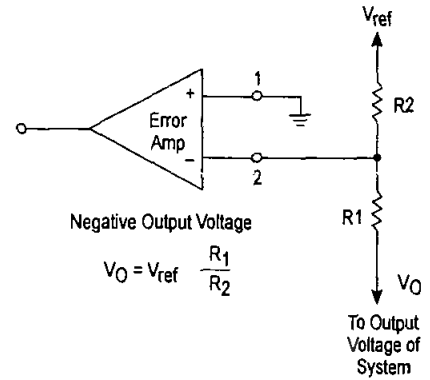 Vref
1
R2
+
Error
Amp
–
2
R1
Negative Output Voltage
VO = Vref – R1/R2
VO
To Output
Voltage of
System